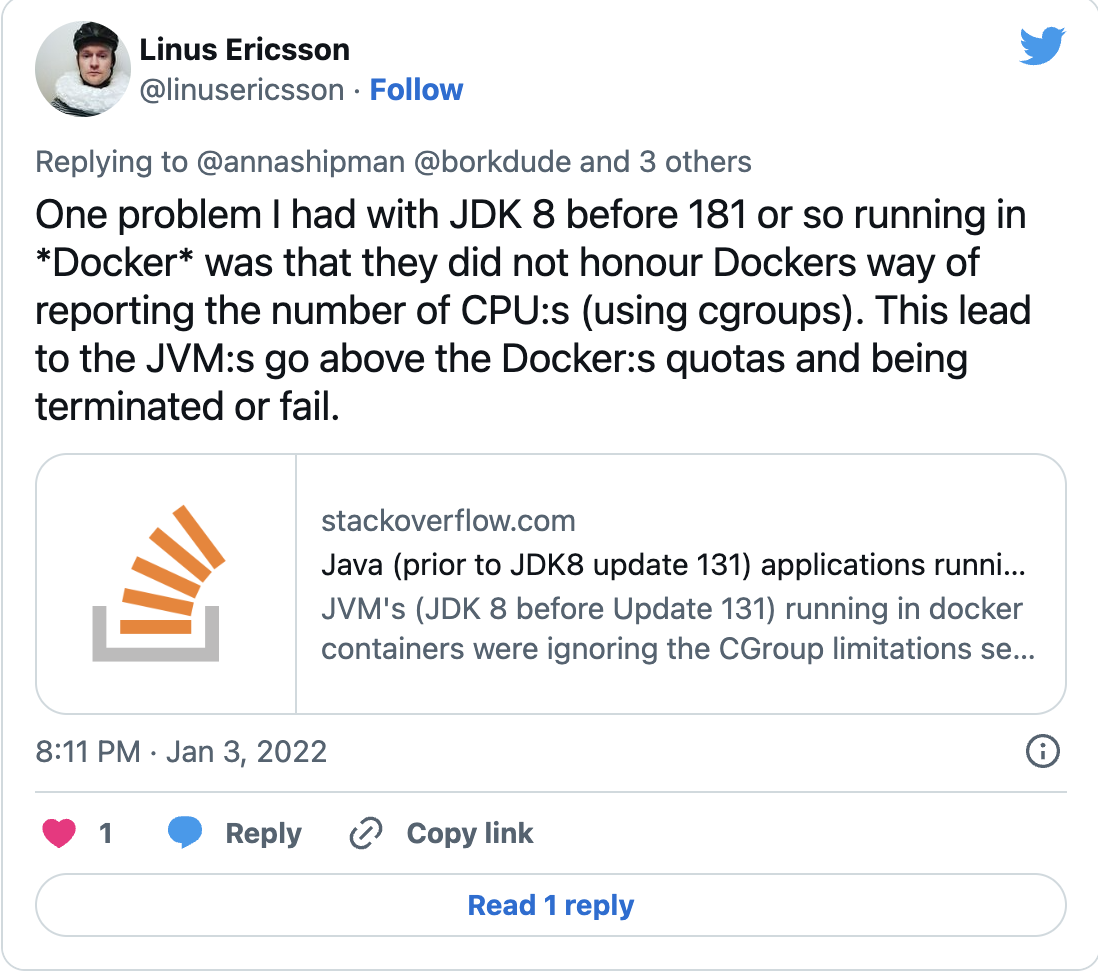 Linus Ericsson
@linusericsson · Follow
Replying to @annashipman @borkdude and 3 others
One problem I had with JDK 8 before 181 or so running in
*Docker* was that they did not honour Dockers way of
reporting the number of CPU:s (using cgroups). This lead
to the JVM:s go above the Docker:s quotas and being
terminated or fail.
stackoverflow.com
Java (prior to JDK8 update 131) applications runni...
JVM's (JDK 8 before Update 131) running in docker
containers were ignoring the CGroup limitations se...
8:11 PM · Jan 3, 2022
1 Reply Copy link
Read 1 reply